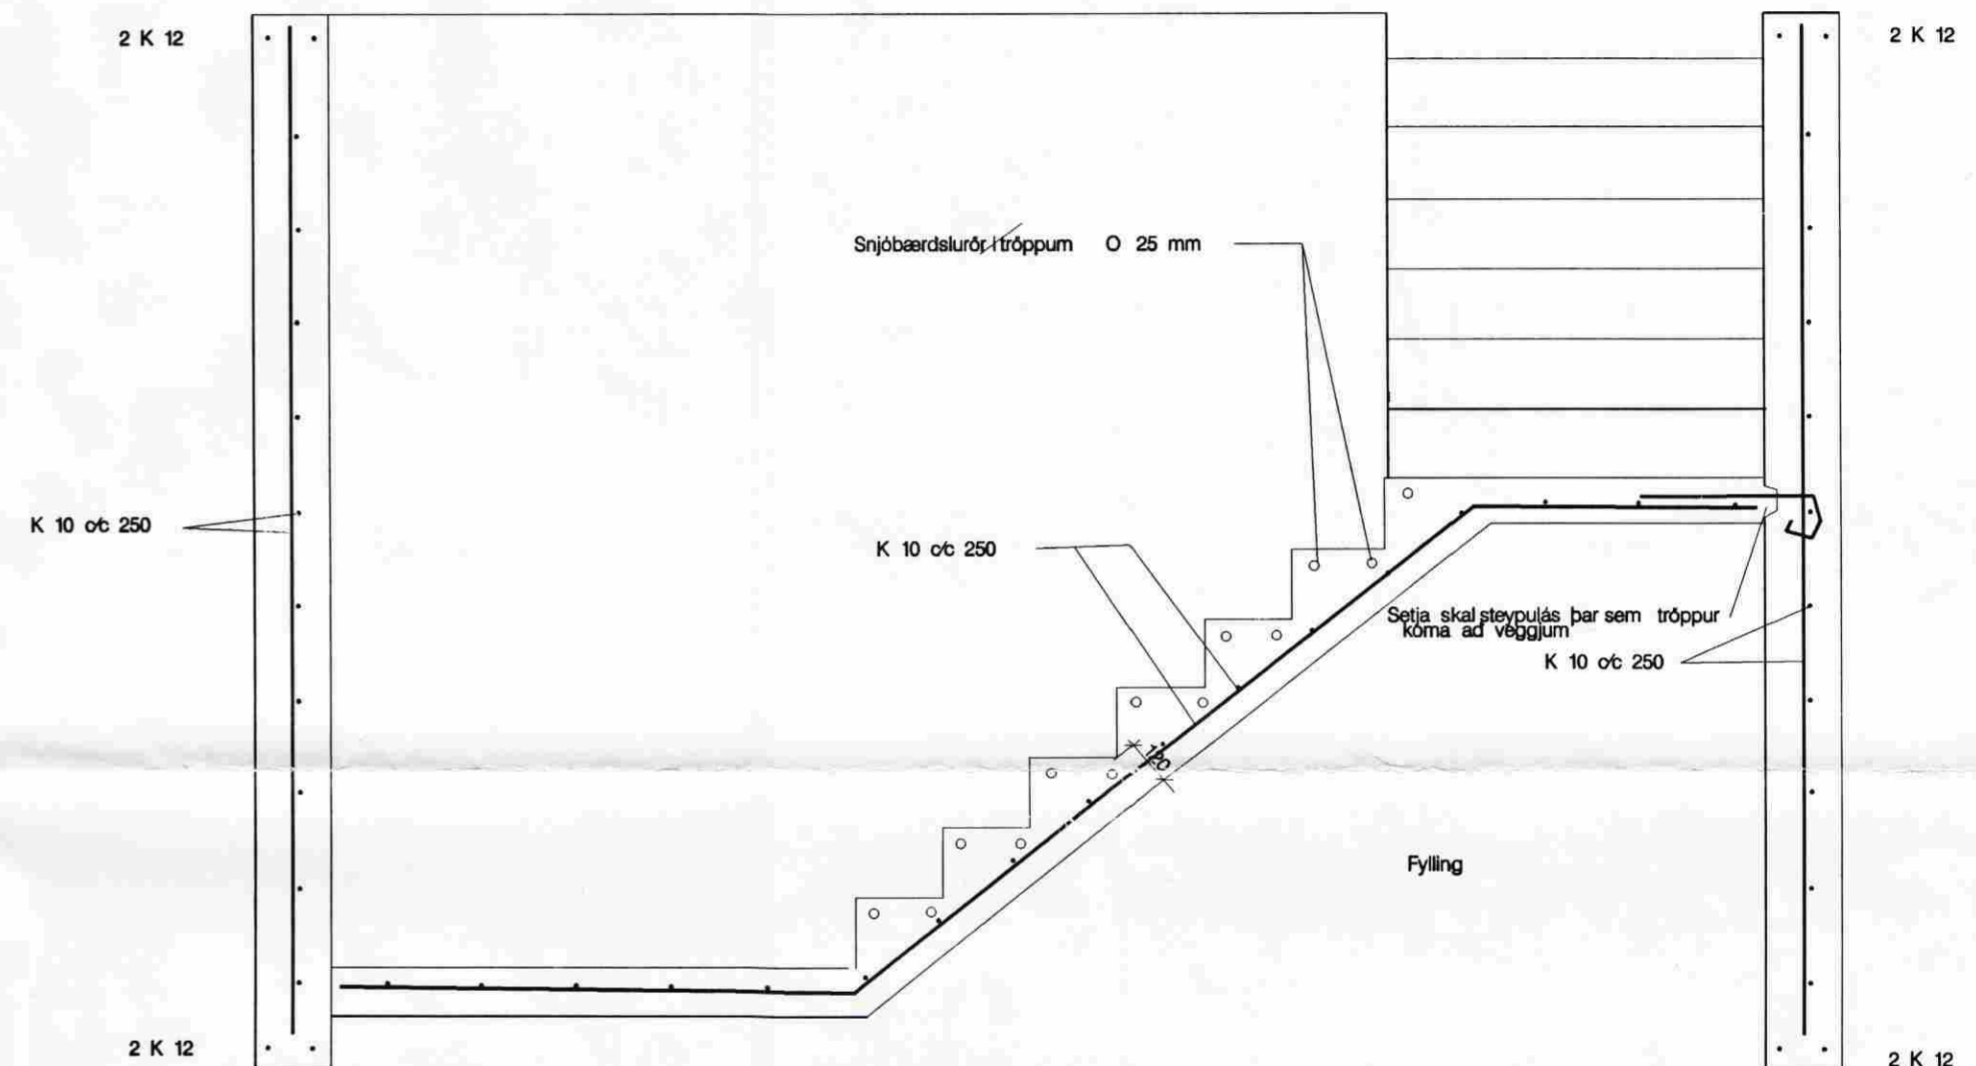 2 K 12
2 K 12
Snjóbærdslurör í tröppum O 25 mm
K 10 c/c 250
K 10 c/c 250
Setja skal steypulás þar sem tröppur
koma ad veggjum
K 10 c/c 250
120
Fylling
2 K 12
2 K 12